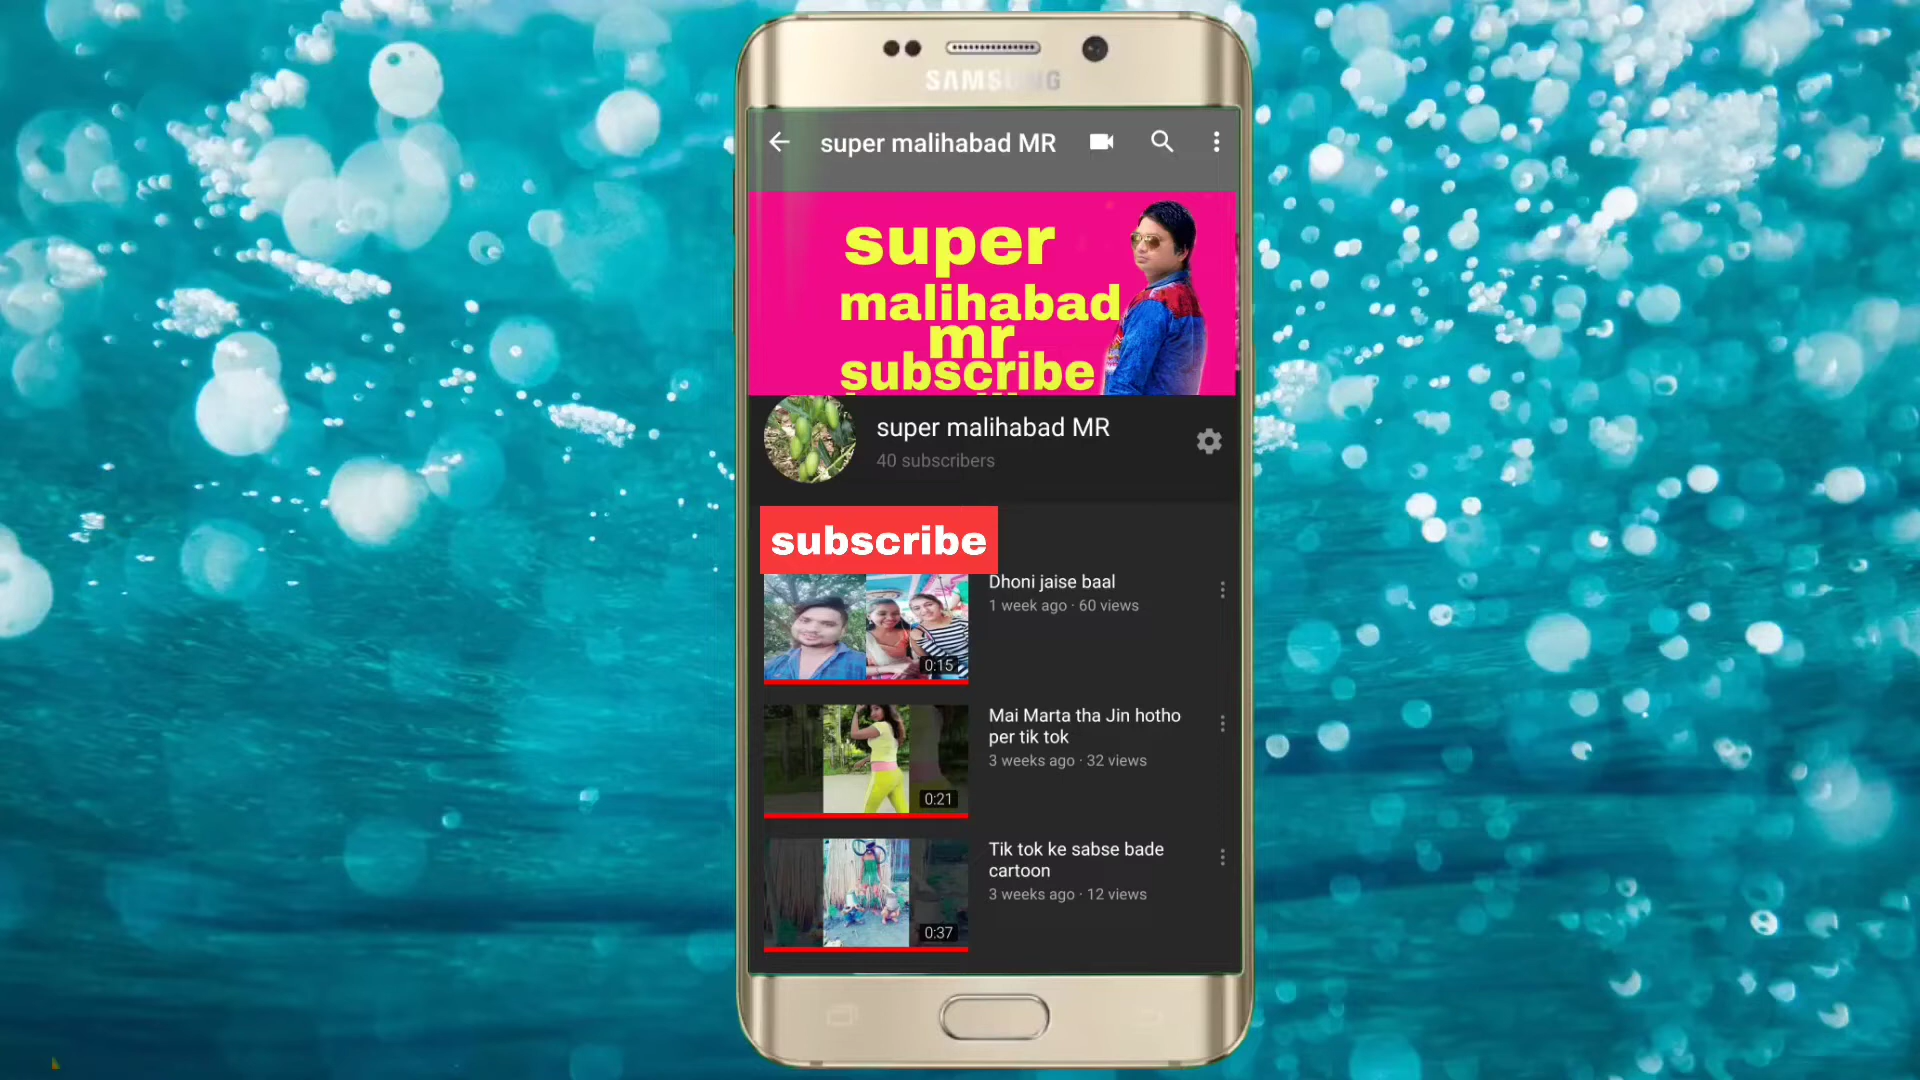 SAMSUNG
super malihabad MR
super
malihabad
mr
subscribe
super malihabad MR
40 subscribers
subscribe
Dhoni jaise baal
1 week ago · 60 views
0:15
Mai Marta tha Jin hotho
per tik tok
3 weeks ago · 32 views
0:21
Tik tok ke sabse bade
cartoon
3 weeks ago · 12 views
0:37